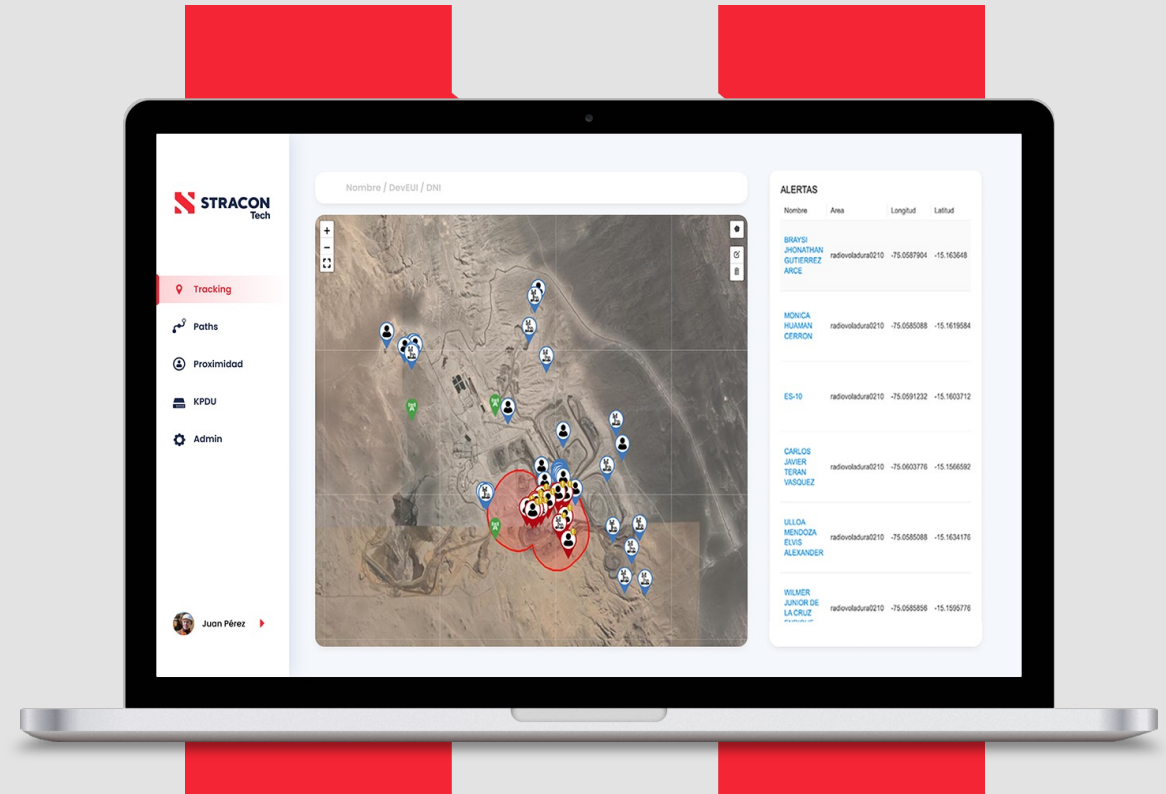 STRACON
Tech
Tracking
Paths
Proximidad
KPDU
Admin
Juan Pérez
Nombre / DevEUI / DNI
+
−
ALERTAS
Nombre Area Longitud Latitud
BRAYSI
JHONATHAN
GUTIERREZ
ARCE
radiovoladura0210 -75.0587904 -15.163648
MONICA
HUAMAN
CERRON
radiovoladura0210 -75.0585088 -15.1619584
ES-10 radiovoladura0210 -75.0591232 -15.1603712
CARLOS
JAVIER
TERAN
VASQUEZ
radiovoladura0210 -75.0603776 -15.1566592
ULLOA
MENDOZA
ELVIS
ALEXANDER
radiovoladura0210 -75.0585088 -15.1634176
WILMER
JUNIOR DE
LA CRUZ
radiovoladura0210 -75.0585856 -15.1595776